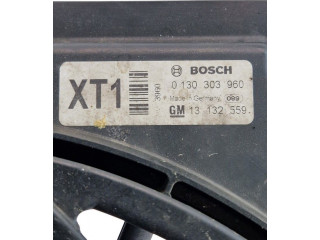 XT1
BOSCH
0 130 303 960
Made in Germany
GM 13 132 559